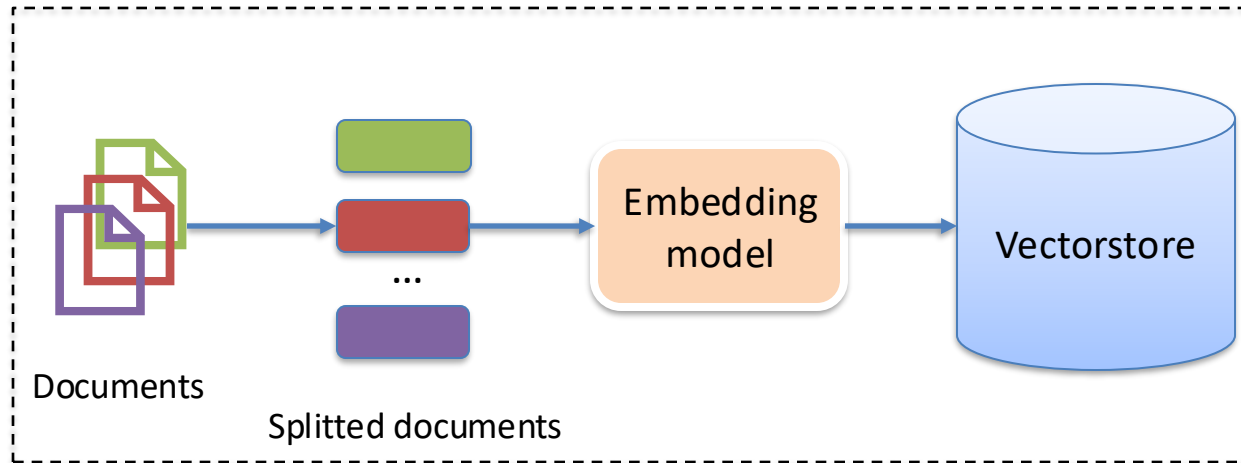 Documents
Splitted documents
...
Embedding
model
Vectorstore